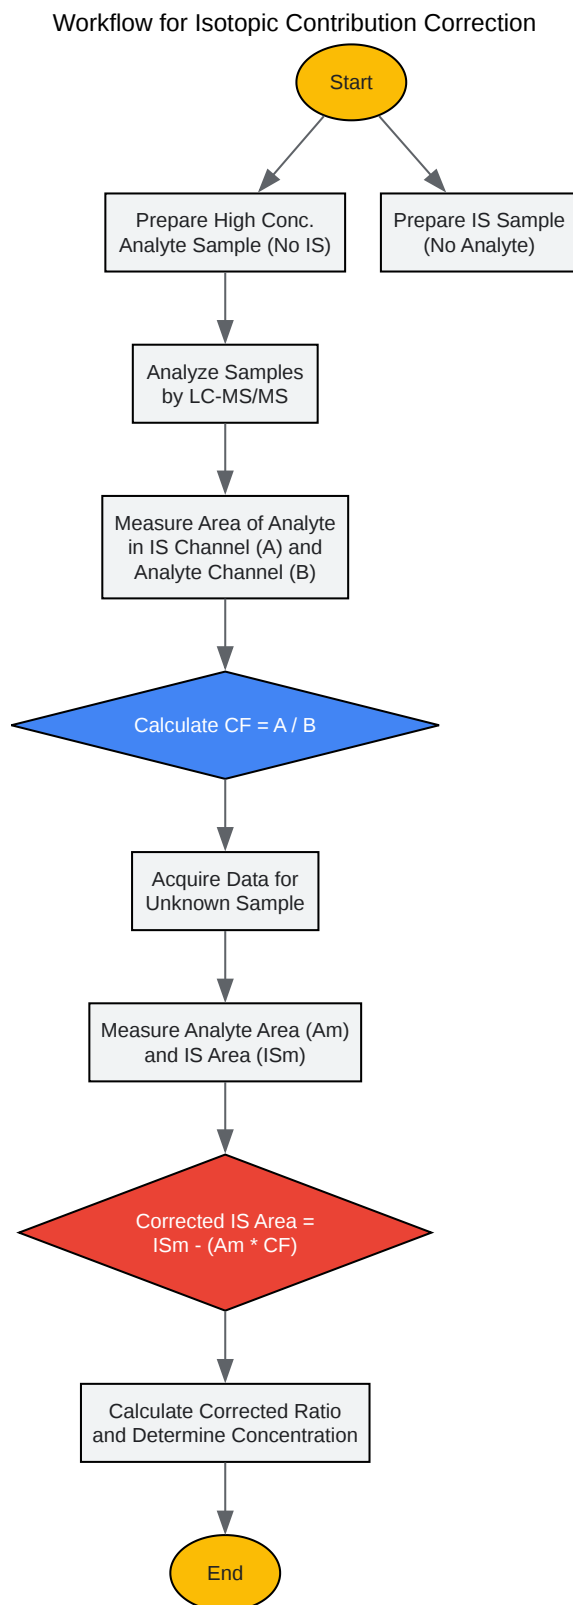 Workflow for Isotopic Contribution Correction
Start
Prepare High Conc.
Analyte Sample (No IS)
Prepare IS Sample
(No Analyte)
Analyze Samples
by LC-MS/MS
Measure Area of Analyte
in IS Channel (A) and
Analyte Channel (B)
Calculate CF = A / B
Acquire Data for
Unknown Sample
Measure Analyte Area (Am)
and IS Area (ISm)
Corrected IS Area =
ISm - (Am * CF)
Calculate Corrected Ratio
and Determine Concentration
End